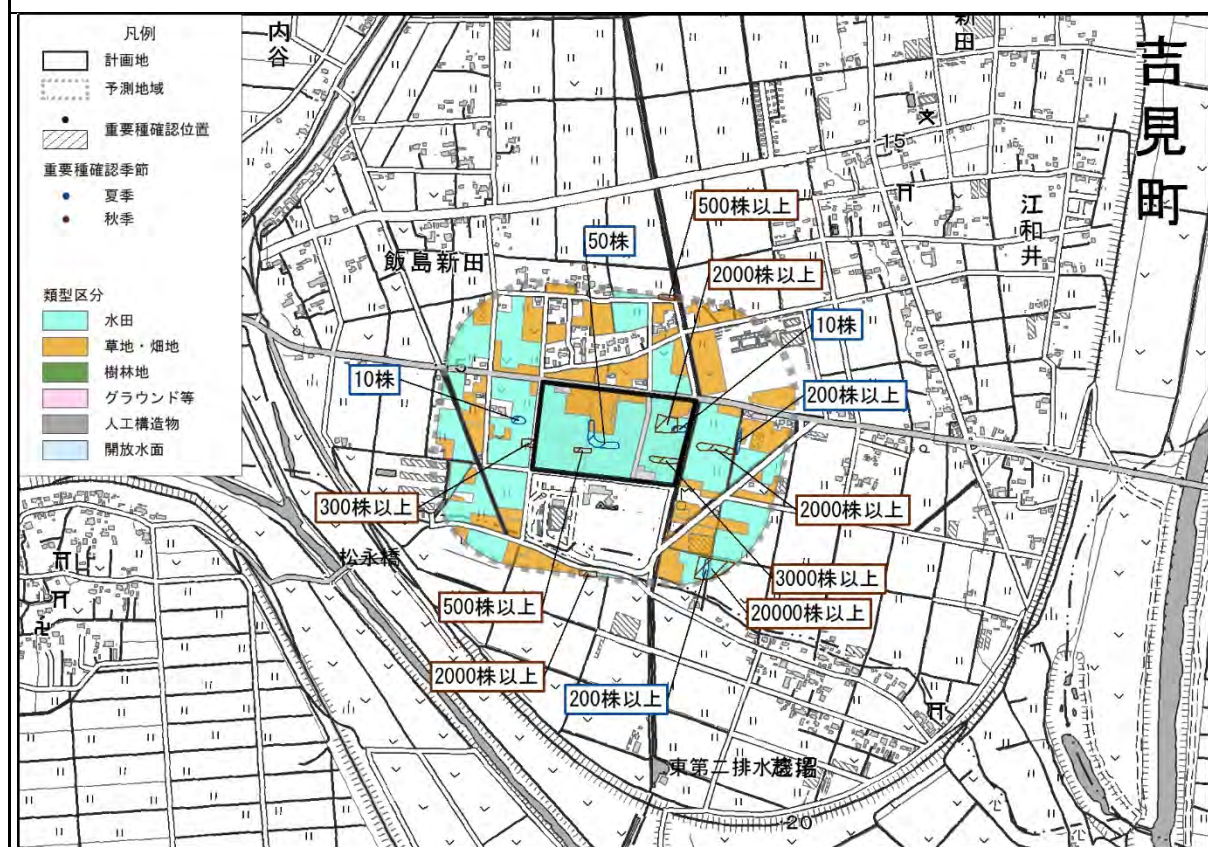 凡例
計画地
予測地域
重要種確認位置
重要種確認季節
夏季
秋季
類型区分
水田
草地・畑地
樹林地
グラウンド等
人工構造物
開放水面
内谷
新田
吉見町
15
江和井
飯島新田
500株以上
50株
2000株以上
10株
10株
200株以上
300株以上
2000株以上
松永橋
3000株以上
500株以上
20000株以上
2000株以上
200株以上
東第二排水機場
20